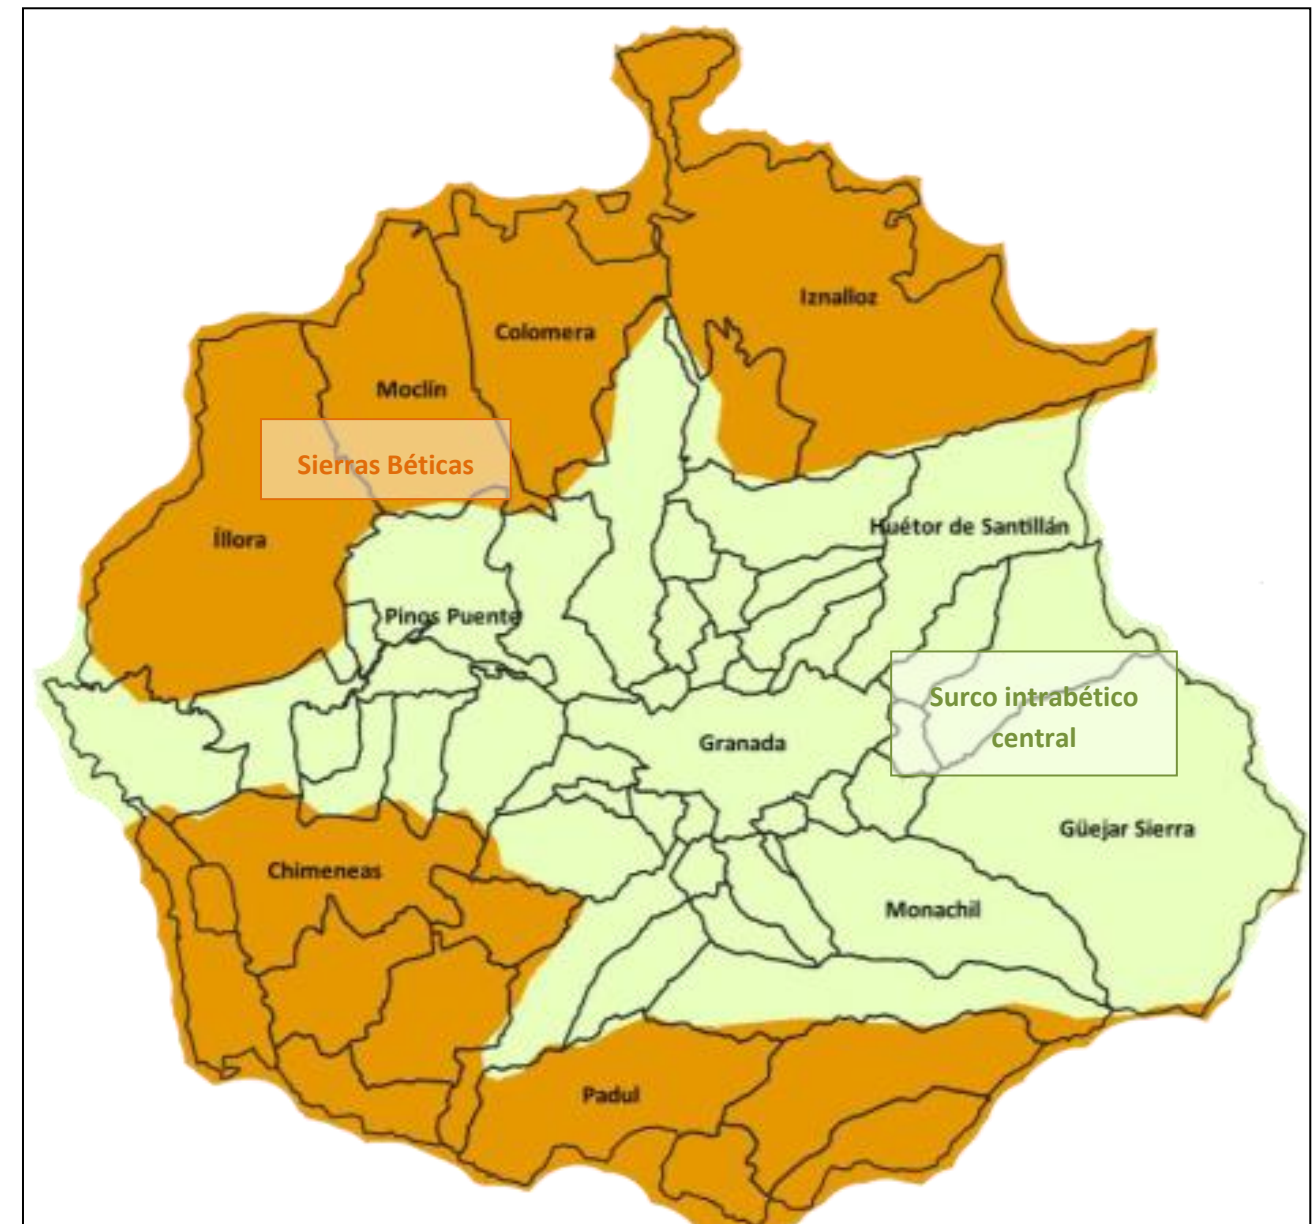 Iznalloz
Colomera
Moclín
Sierras Béticas
Huétor de Santillán
Íllora
Pinos Puente
Surco intrabético
central
Granada
Güejar Sierra
Chimeneas
Monachil
Padul